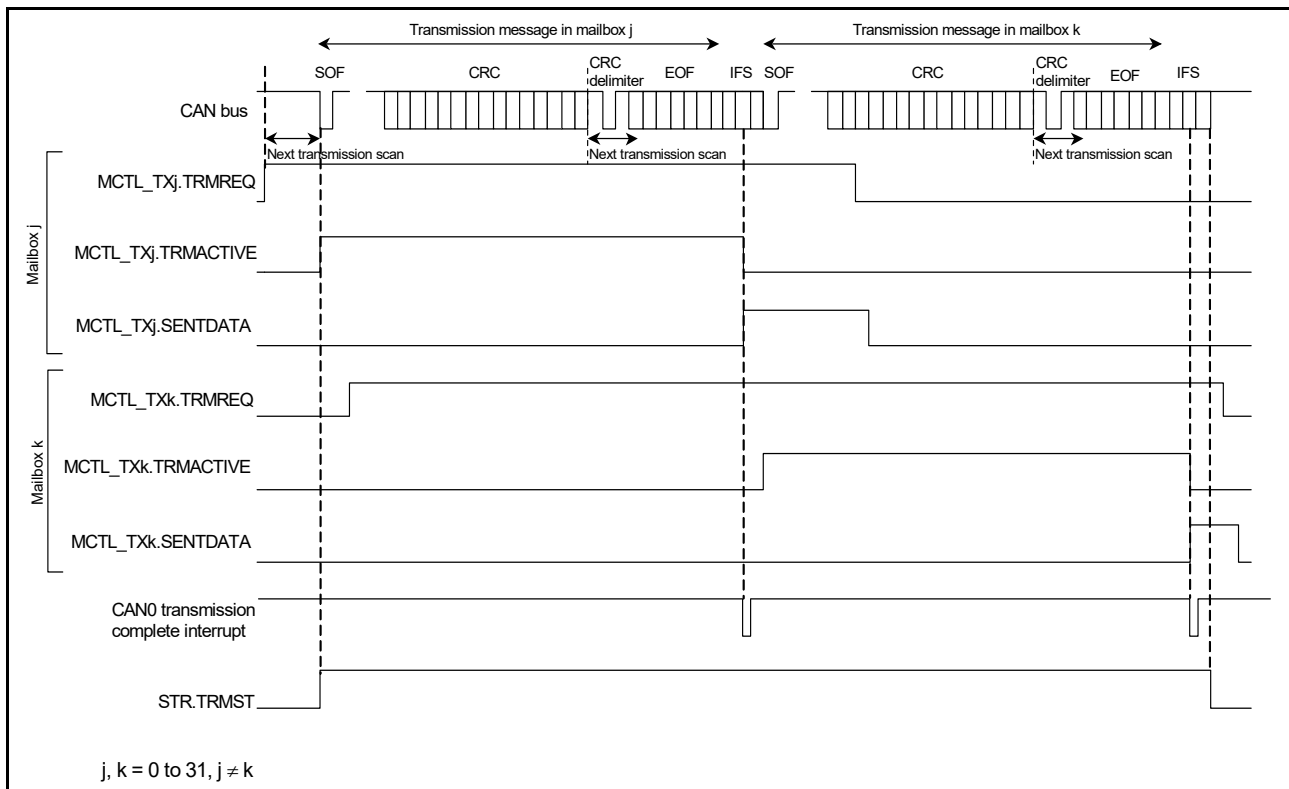 Transmission message in mailbox j
Transmission message in mailbox k
SOF
CRC
CRC
delimiter
EOF
IFS
SOF
CRC
CRC
delimiter
EOF
IFS
CAN bus
Next transmission scan
Next transmission scan
Next transmission scan
Mailbox j
MCTL_TXj.TRMREQ
MCTL_TXj.TRMACTIVE
MCTL_TXj.SENTDATA
Mailbox k
MCTL_TXk.TRMREQ
MCTL_TXk.TRMACTIVE
MCTL_TXk.SENTDATA
CAN0 transmission
complete interrupt
STR.TRMST
j, k = 0 to 31, j ≠ k